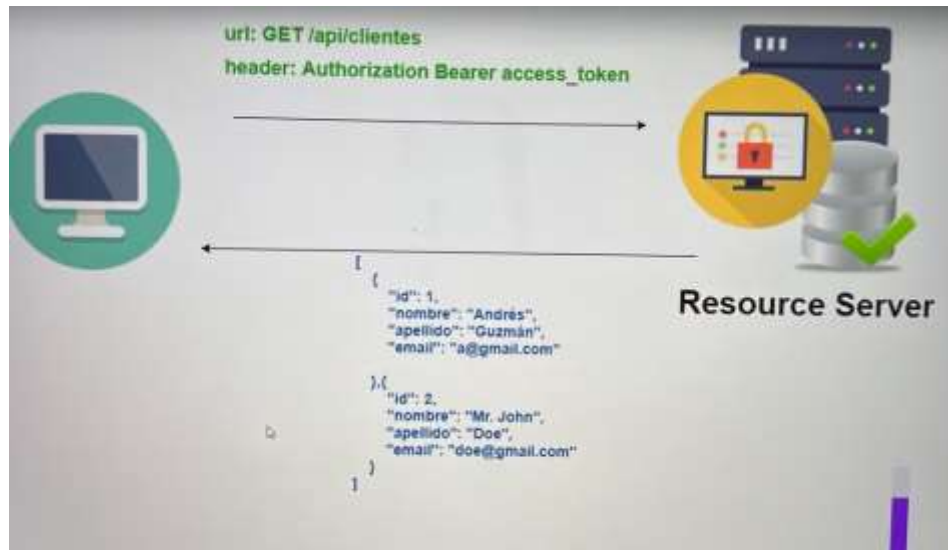 url: GET /api/clientes
header: Authorization Bearer access_token
[
{
"id": 1,
"nombre": "Andrés",
"apellido": "Guzmán",
"email": "a@gmail.com"
},{
"id": 2,
"nombre": "Mr. John",
"apellido": "Doe",
"email": "doe@gmail.com"
}
]
Resource Server